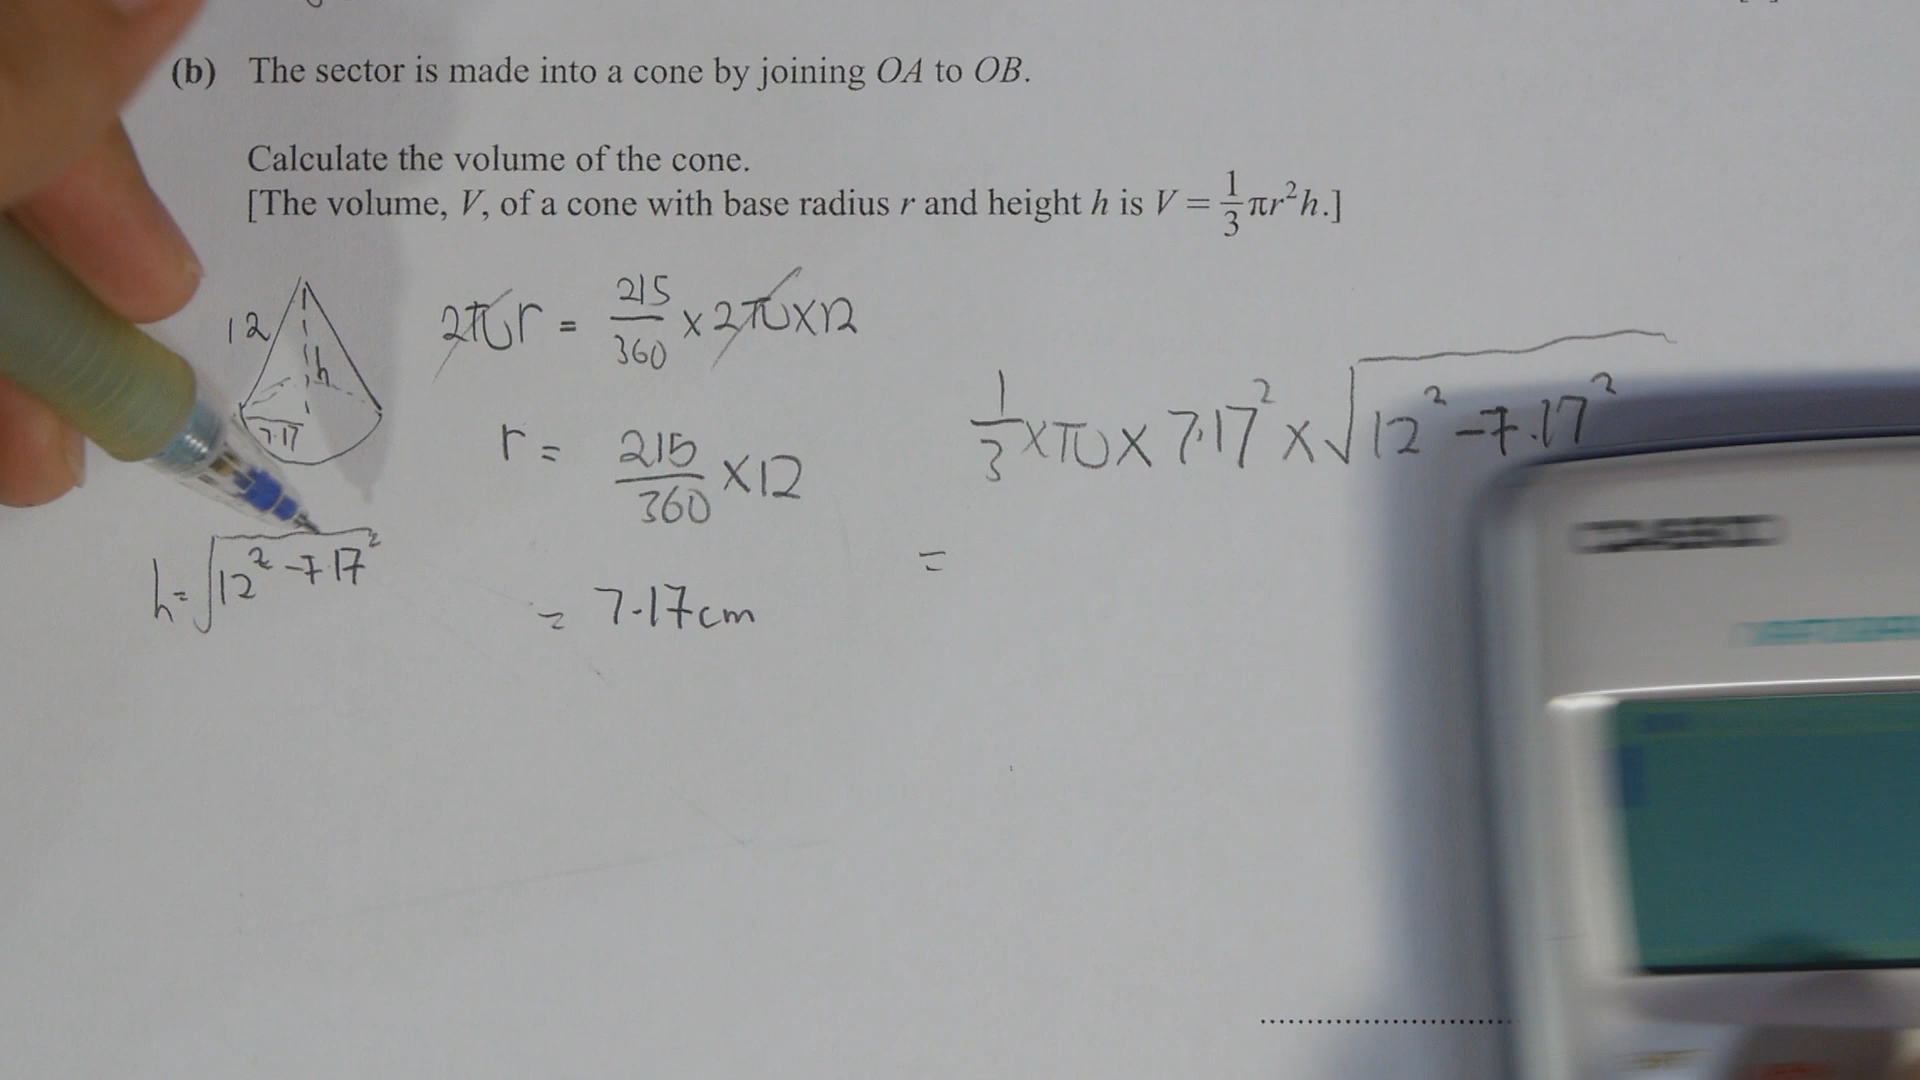 (b) The sector is made into a cone by joining OA to OB.
Calculate the volume of the cone.
[The volume, V, of a cone with base radius r and height h is V = 1/3 πr²h.]
12
h
7.17
h = √(12² - 7.17²)
2πr = 215/360 × 2π × 12
r = 215/360 × 12
= 7.17cm
1/3 × π × 7.17² × √(12² - 7.17²)
=